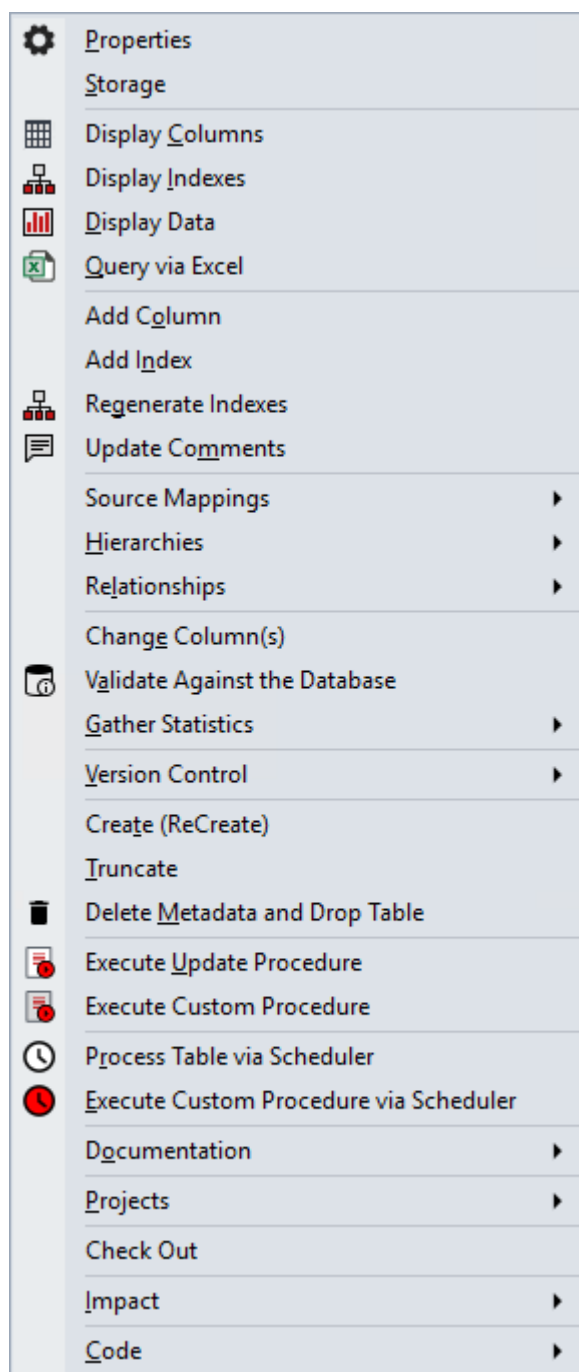 Properties
Storage
Display Columns
Display Indexes
Display Data
Query via Excel
Add Column
Add Index
Regenerate Indexes
Update Comments
Source Mappings
Hierarchies
Relationships
Change Column(s)
Validate Against the Database
Gather Statistics
Version Control
Create (ReCreate)
Truncate
Delete Metadata and Drop Table
Execute Update Procedure
Execute Custom Procedure
Process Table via Scheduler
Execute Custom Procedure via Scheduler
Documentation
Projects
Check Out
Impact
Code